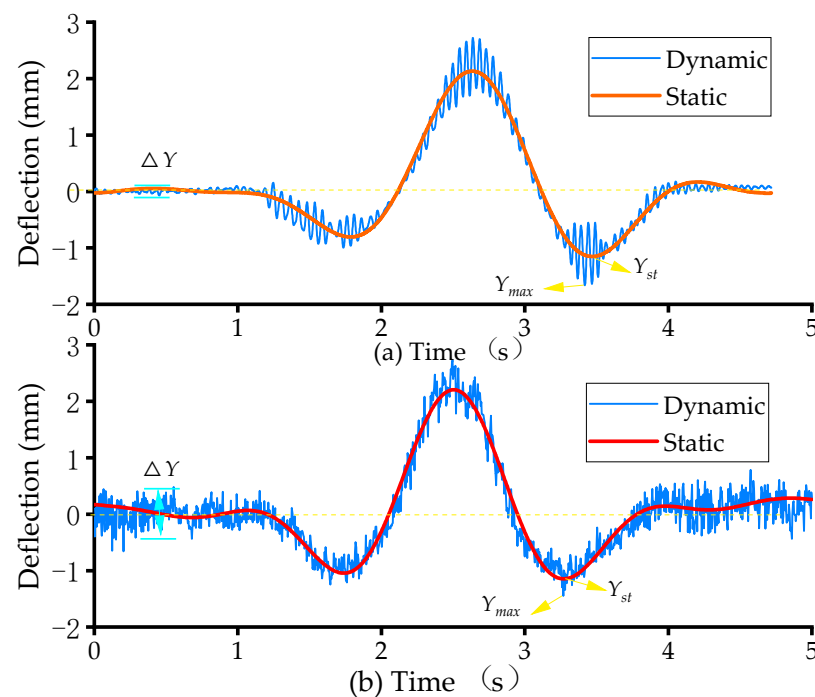 3
2
1
0
−1
−2
Deflection (mm)
Dynamic
Static
△Y
Y_max
Y_st
0
1
2
3
4
5
(a) Time （s）
3
2
1
0
−1
−2
Deflection (mm)
Dynamic
Static
△Y
Y_max
Y_st
0
1
2
3
4
5
(b) Time （s）